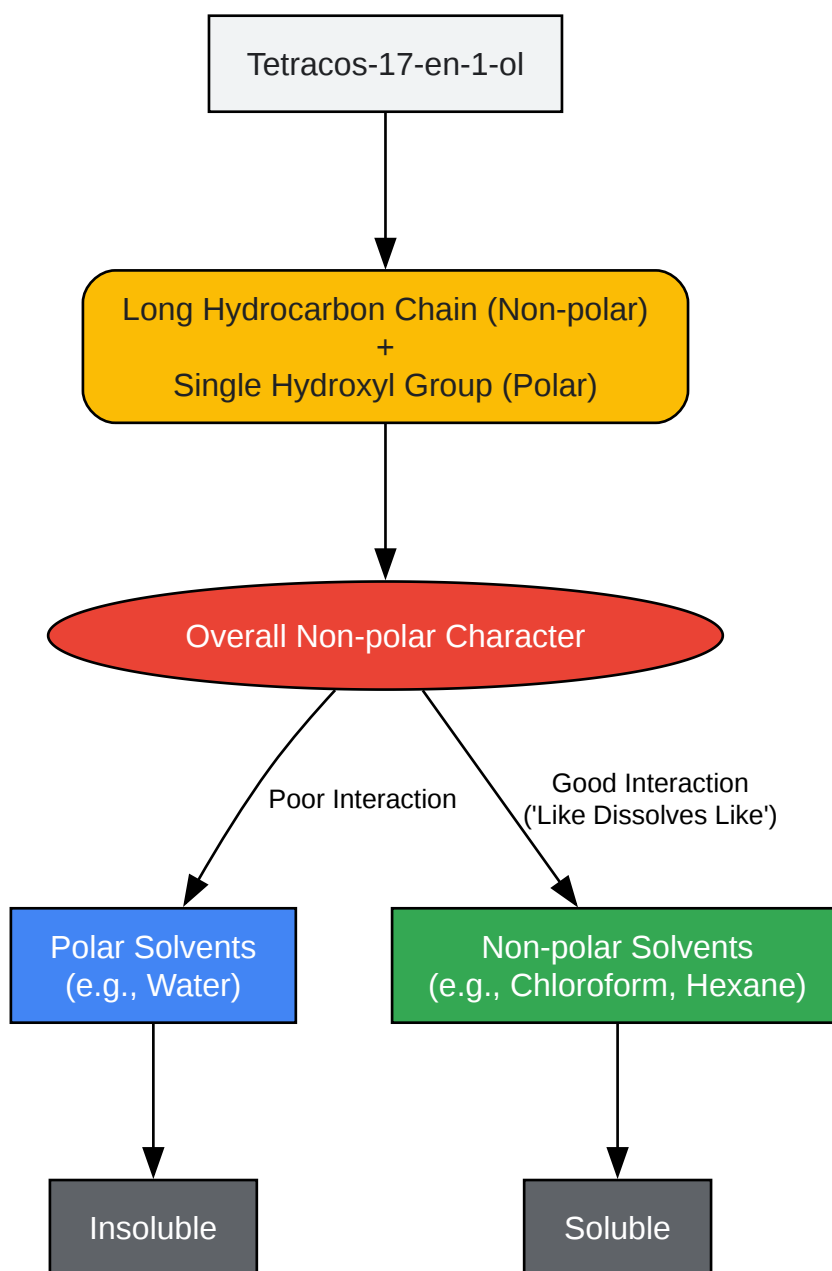 Tetracos-17-en-1-ol
Long Hydrocarbon Chain (Non-polar)
+
Single Hydroxyl Group (Polar)
Overall Non-polar Character
Poor Interaction
Good Interaction
('Like Dissolves Like')
Polar Solvents
(e.g., Water)
Non-polar Solvents
(e.g., Chloroform, Hexane)
Insoluble
Soluble